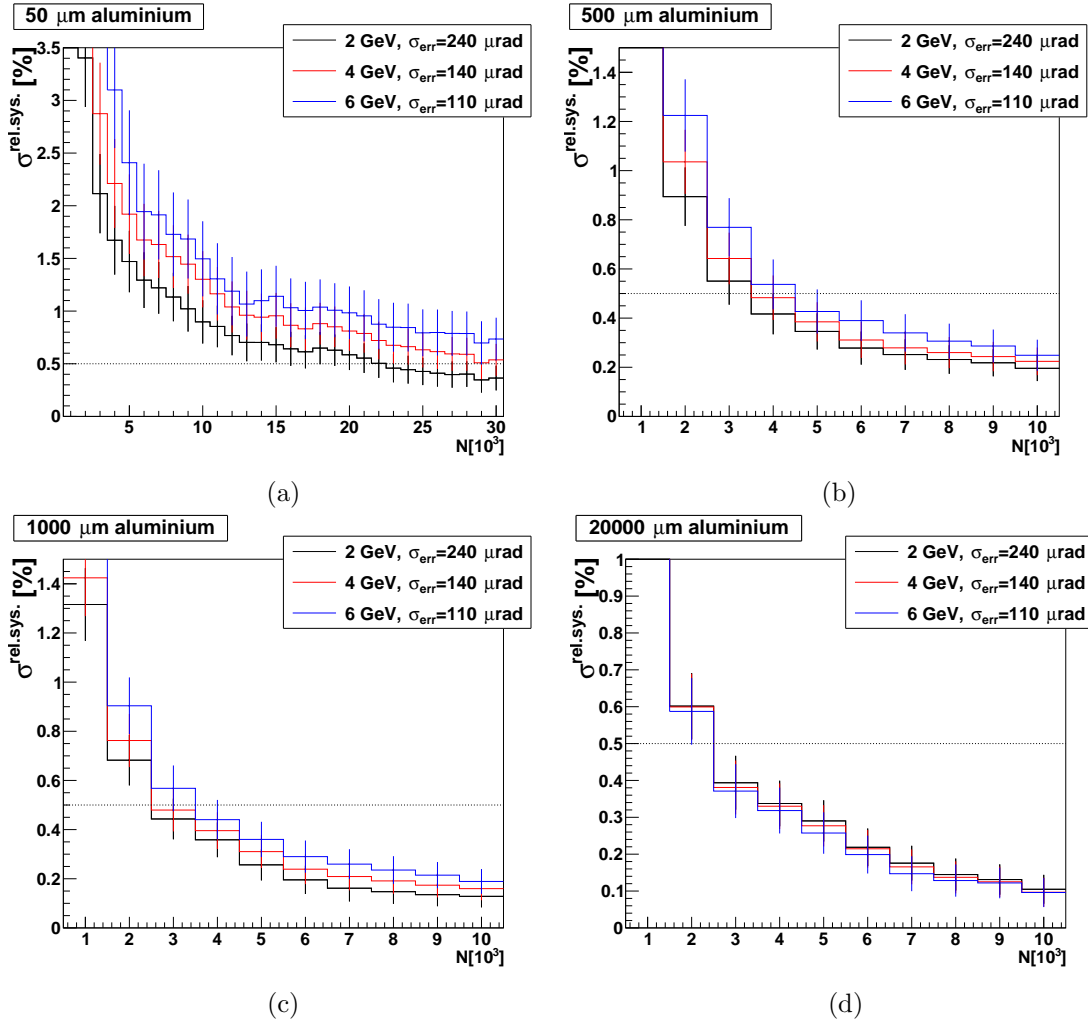 50 μm aluminium
2 GeV, σerr=240 μrad
4 GeV, σerr=140 μrad
6 GeV, σerr=110 μrad
σrel.sys. [%]
3.5
3
2.5
2
1.5
1
0.5
0
5 10 15 20 25 30
N[10³]
(a)
500 μm aluminium
2 GeV, σerr=240 μrad
4 GeV, σerr=140 μrad
6 GeV, σerr=110 μrad
σrel.sys. [%]
1.4
1.2
1
0.8
0.6
0.4
0.2
0
1 2 3 4 5 6 7 8 9 10
N[10³]
(b)
1000 μm aluminium
2 GeV, σerr=240 μrad
4 GeV, σerr=140 μrad
6 GeV, σerr=110 μrad
σrel.sys. [%]
1.4
1.2
1
0.8
0.6
0.4
0.2
0
1 2 3 4 5 6 7 8 9 10
N[10³]
(c)
20000 μm aluminium
2 GeV, σerr=240 μrad
4 GeV, σerr=140 μrad
6 GeV, σerr=110 μrad
σrel.sys. [%]
1
0.9
0.8
0.7
0.6
0.5
0.4
0.3
0.2
0.1
0
1 2 3 4 5 6 7 8 9 10
N[10³]
(d)